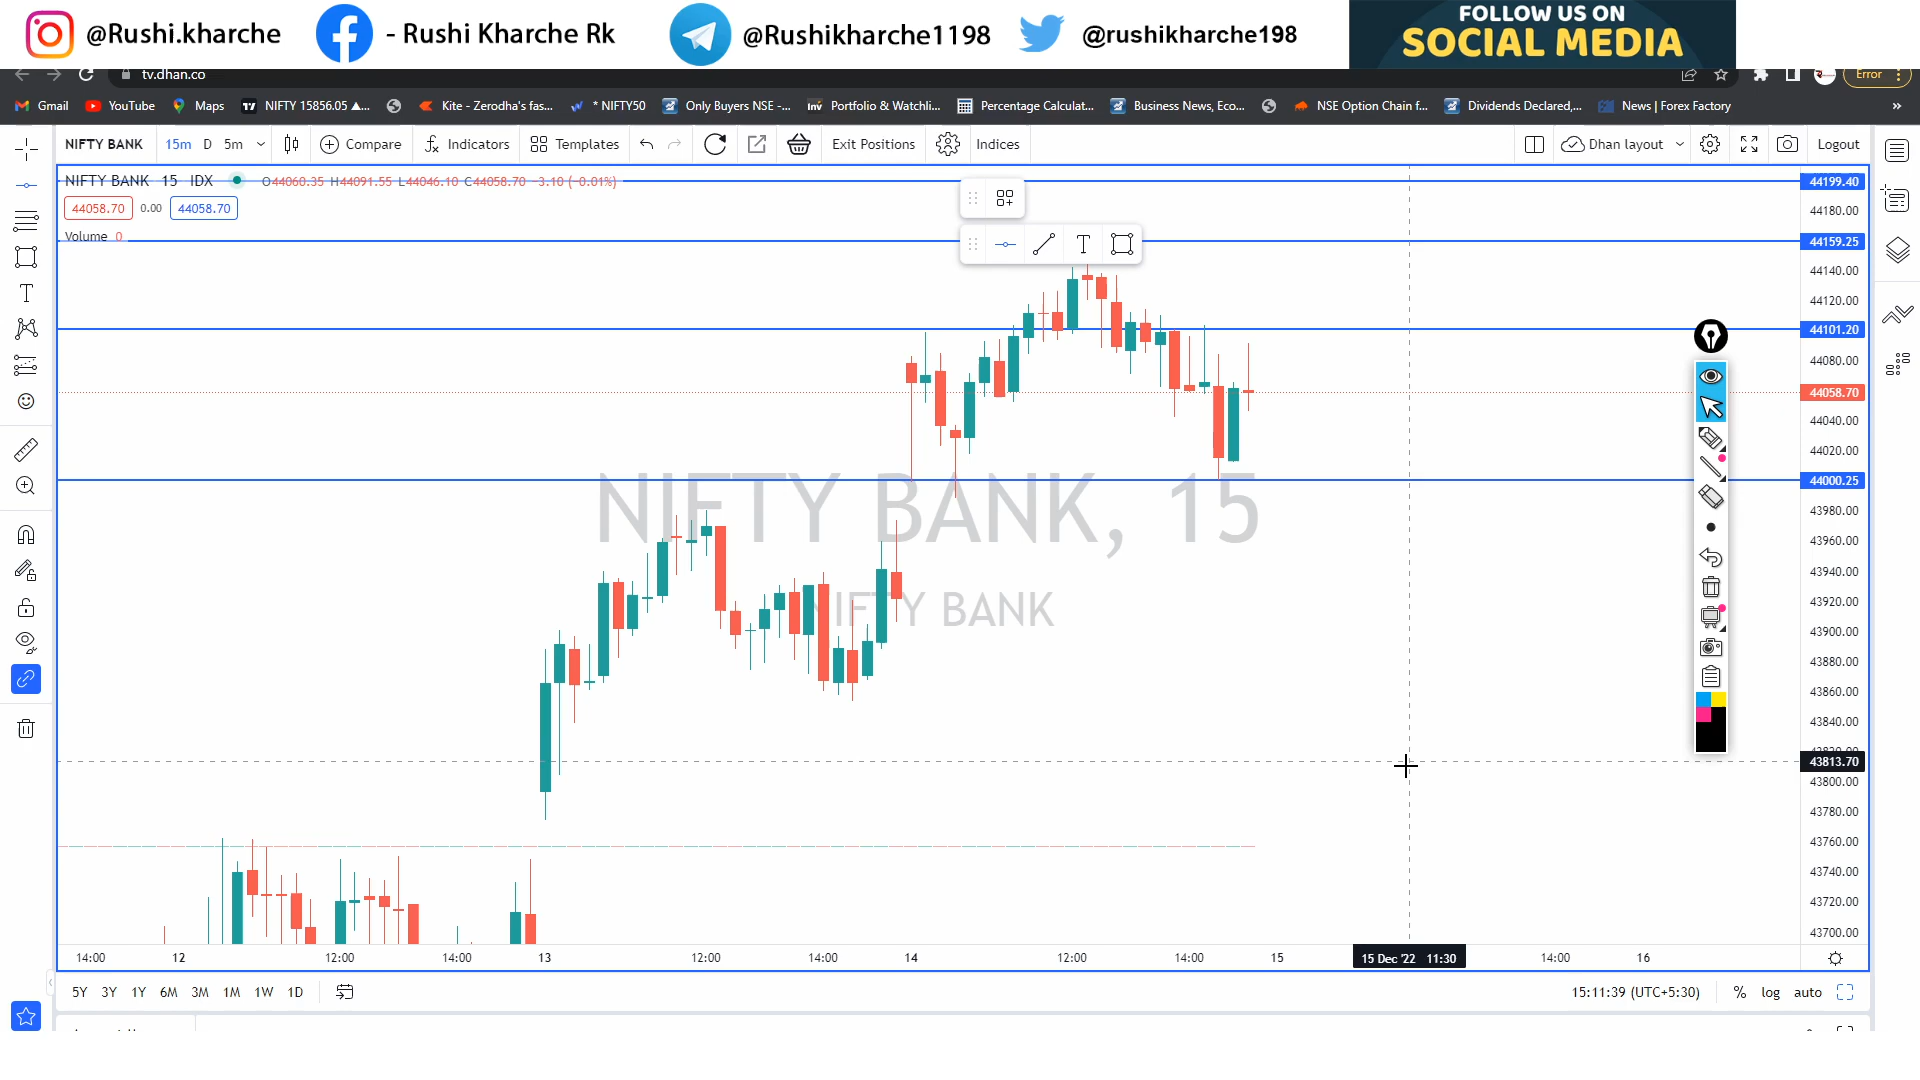 @Rushi.kharche - Rushi Kharche Rk @Rushikharche1198 @rushikharche198
FOLLOW US ON
SOCIAL MEDIA
tv.dhan.co
Error
Gmail YouTube Maps NIFTY 15856.05 ▲... Kite - Zerodha's fas... * NIFTY50 Only Buyers NSE -... Portfolio & Watchli... Percentage Calculat... Business News, Eco... NSE Option Chain f... Dividends Declared,... News | Forex Factory »
NIFTY BANK 15m D 5m Compare Indicators Templates Exit Positions Indices Dhan layout Logout
NIFTY BANK 15 IDX O44060.35 H44091.55 L44046.10 C44058.70 -3.10 (-0.01%)
44058.70 0.00 44058.70
Volume 0
44199.40
44180.00
44159.25
44140.00
44120.00
44101.20
44080.00
44058.70
44040.00
44020.00
44000.25
43980.00
43960.00
43940.00
43920.00
43900.00
43880.00
43860.00
43840.00
43820.00
43813.70
43800.00
43780.00
43760.00
43740.00
43720.00
43700.00
NIFTY BANK, 15
NIFTY BANK
14:00 12 12:00 14:00 13 12:00 14:00 14 12:00 14:00 15 15 Dec '22 11:30 14:00 16
5Y 3Y 1Y 6M 3M 1M 1W 1D 15:11:39 (UTC+5:30) % log auto